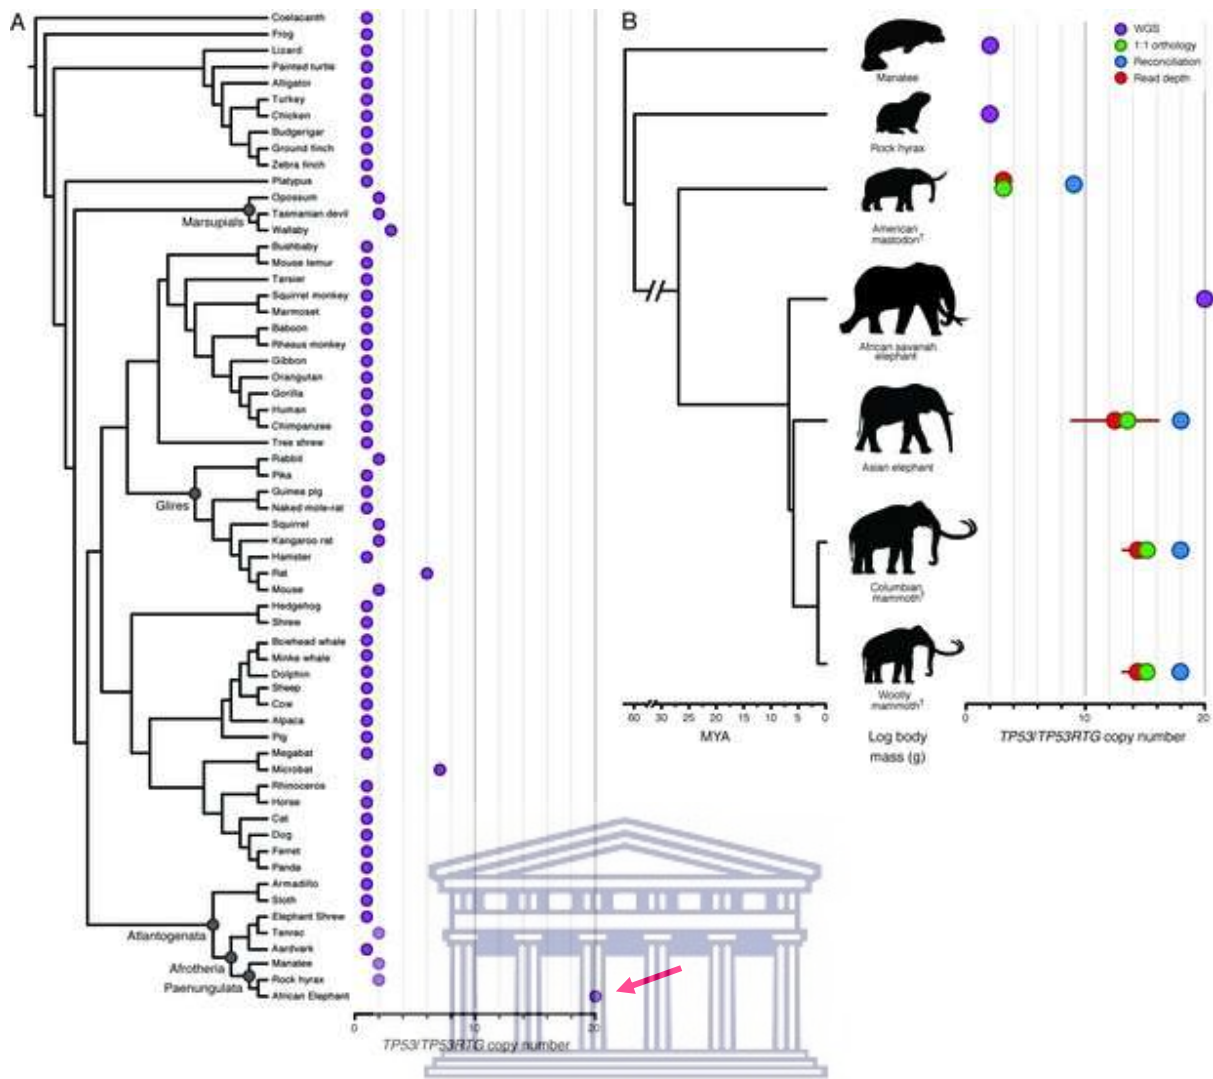 A
Coelacanth
Frog
Lizard
Painted turtle
Alligator
Turkey
Chicken
Budgerigar
Ground finch
Zebra finch
Platypus
Opossum
Tasmanian devil
Marsupials
Wallaby
Bushbaby
Mouse lemur
Tarsier
Squirrel monkey
Marmoset
Baboon
Rhesus monkey
Gibbon
Orangutan
Gorilla
Human
Chimpanzee
Tree shrew
Rabbit
Pika
Guinea pig
Glires
Naked mole-rat
Squirrel
Kangaroo rat
Hamster
Rat
Mouse
Hedgehog
Shrew
Bowhead whale
Minke whale
Dolphin
Sheep
Cow
Alpaca
Pig
Megabat
Microbat
Rhinoceros
Horse
Cat
Dog
Ferret
Panda
Armadillo
Sloth
Elephant Shrew
Atlantogenata
Tenrec
Aardvark
Afrotheria
Manatee
Rock hyrax
Paenungulata
African Elephant
0 10 20
TP53/TP53RTG copy number
B
WGS
1:1 orthology
Reconciliation
Read depth
Manatee
Rock hyrax
American
mastodon†
African savanah
elephant
Asian elephant
Columbian
mammoth†
Woolly
mammoth†
60 30 25 20 15 10 5 0
MYA
Log body
mass (g)
0 10 20
TP53/TP53RTG copy number